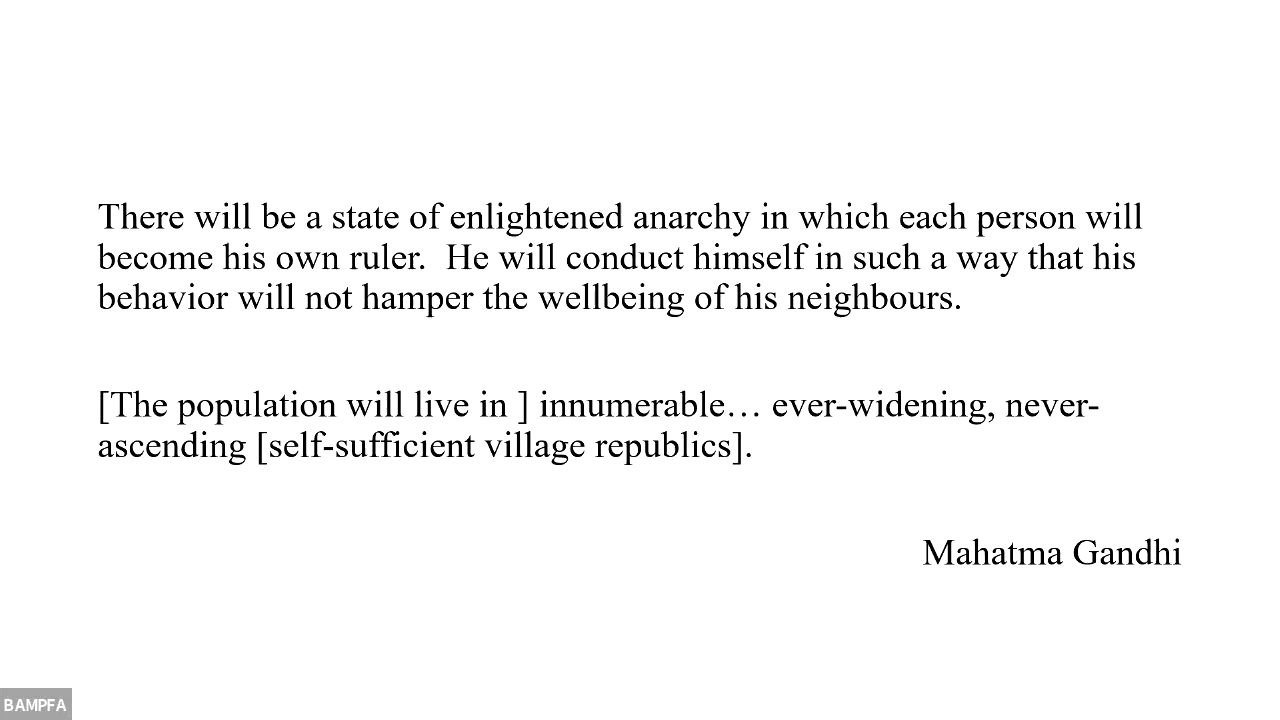 There will be a state of enlightened anarchy in which each person will
become his own ruler.  He will conduct himself in such a way that his
behavior will not hamper the wellbeing of his neighbours.
[The population will live in ] innumerable… ever-widening, never-
ascending [self-sufficient village republics].
Mahatma Gandhi
BAMPFA